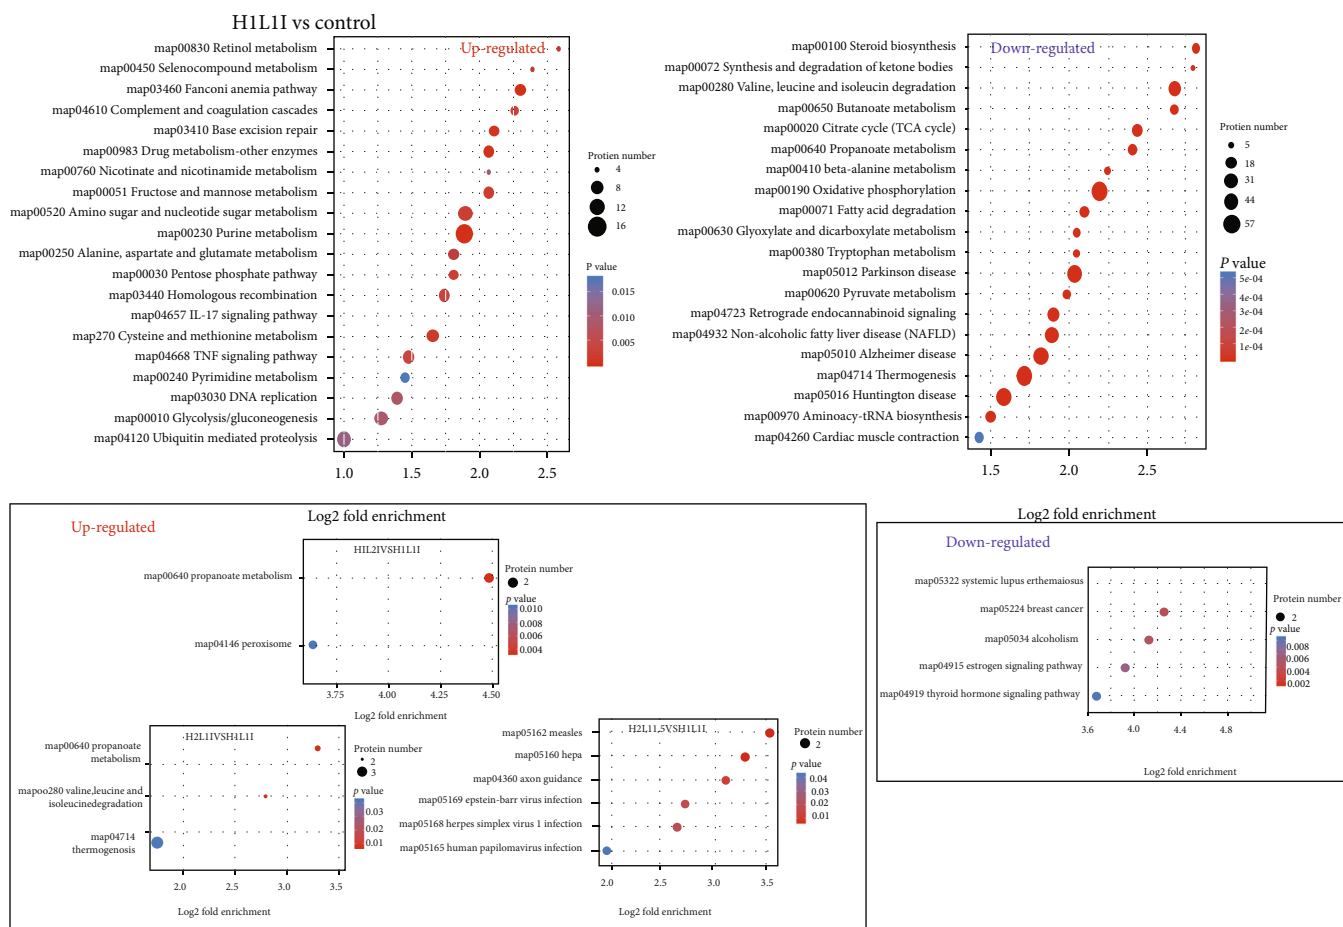 H1L1I vs control
Up-regulated
map00830 Retinol metabolism
map00450 Selenocompound metabolism
map03460 Fanconi anemia pathway
map04610 Complement and coagulation cascades
map03410 Base excision repair
map00983 Drug metabolism-other enzymes
map00760 Nicotinate and nicotinamide metabolism
map00051 Fructose and mannose metabolism
map00520 Amino sugar and nucleotide sugar metabolism
map00230 Purine metabolism
map00250 Alanine, aspartate and glutamate metabolism
map00030 Pentose phosphate pathway
map03440 Homologous recombination
map04657 IL-17 signaling pathway
map270 Cysteine and methionine metabolism
map04668 TNF signaling pathway
map00240 Pyrimidine metabolism
map03030 DNA replication
map00010 Glycolysis/gluconeogenesis
map04120 Ubiquitin mediated proteolysis
1.0 1.5 2.0 2.5
Log2 fold enrichment
Protien number
4
8
12
16
P value
0.015
0.010
0.005
Down-regulated
map00100 Steroid biosynthesis
map00072 Synthesis and degradation of ketone bodies
map00280 Valine, leucine and isoleucin degradation
map00650 Butanoate metabolism
map00020 Citrate cycle (TCA cycle)
map00640 Propanoate metabolism
map00410 beta-alanine metabolism
map00190 Oxidative phosphorylation
map00071 Fatty acid degradation
map00630 Glyoxylate and dicarboxylate metabolism
map00380 Tryptophan metabolism
map05012 Parkinson disease
map00620 Pyruvate metabolism
map04723 Retrograde endocannabinoid signaling
map04932 Non-alcoholic fatty liver disease (NAFLD)
map05010 Alzheimer disease
map04714 Thermogenesis
map05016 Huntington disease
map00970 Aminoacy-tRNA biosynthesis
map04260 Cardiac muscle contraction
1.5 2.0 2.5
Log2 fold enrichment
Protien number
5
18
31
44
57
P value
5e-04
4e-04
3e-04
2e-04
1e-04
Up-regulated
HIL2IVSH1L1I
map00640 propanoate metabolism
map04146 peroxisome
3.75 4.00 4.25 4.50
Log2 fold enrichment
Protein number
2
p value
0.010
0.008
0.006
0.004
H2L1IVSH1L1I
map00640 propanoate
metabolism
mapoo280 valine,leucine and
isoleucinedegradation
map04714
thermogenosis
2.0 2.5 3.0 3.5
Log2 fold enrichment
Protein number
2
3
p value
0.03
0.02
0.01
H2L11.5VSH1L1I
map05162 measles
map05160 hepa
map04360 axon guidance
map05169 epstein-barr virus infection
map05168 herpes simplex virus 1 infection
map05165 human papilomavirus infection
2.0 2.5 3.0 3.5
Log2 fold enrichment
Protein number
2
p value
0.04
0.03
0.02
0.01
Down-regulated
map05322 systemic lupus erthemaiosus
map05224 breast cancer
map05034 alcoholism
map04915 estrogen signaling pathway
map04919 thyroid hormone signaling pathway
3.6 4.0 4.4 4.8
Log2 fold enrichment
Protein number
2
p value
0.008
0.006
0.004
0.002